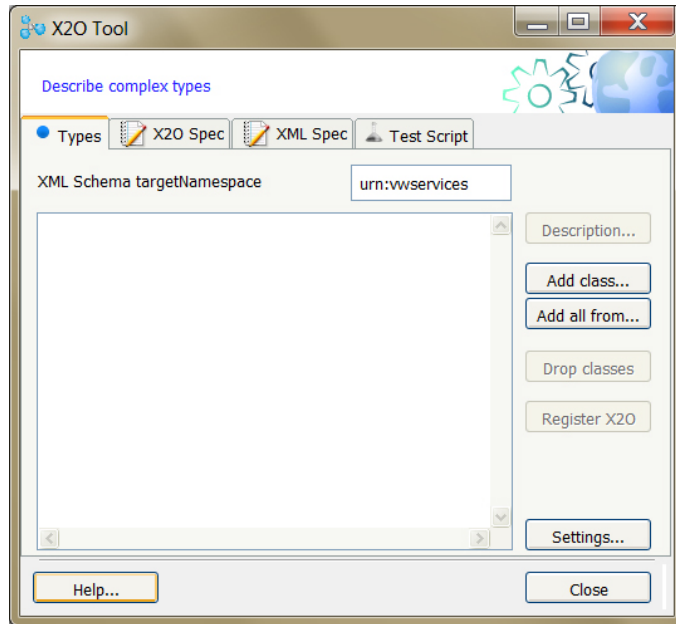 X2O Tool
Describe complex types
Types X2O Spec XML Spec Test Script
XML Schema targetNamespace urn:vwservices
Description...
Add class...
Add all from...
Drop classes
Register X2O
Settings...
Help... Close